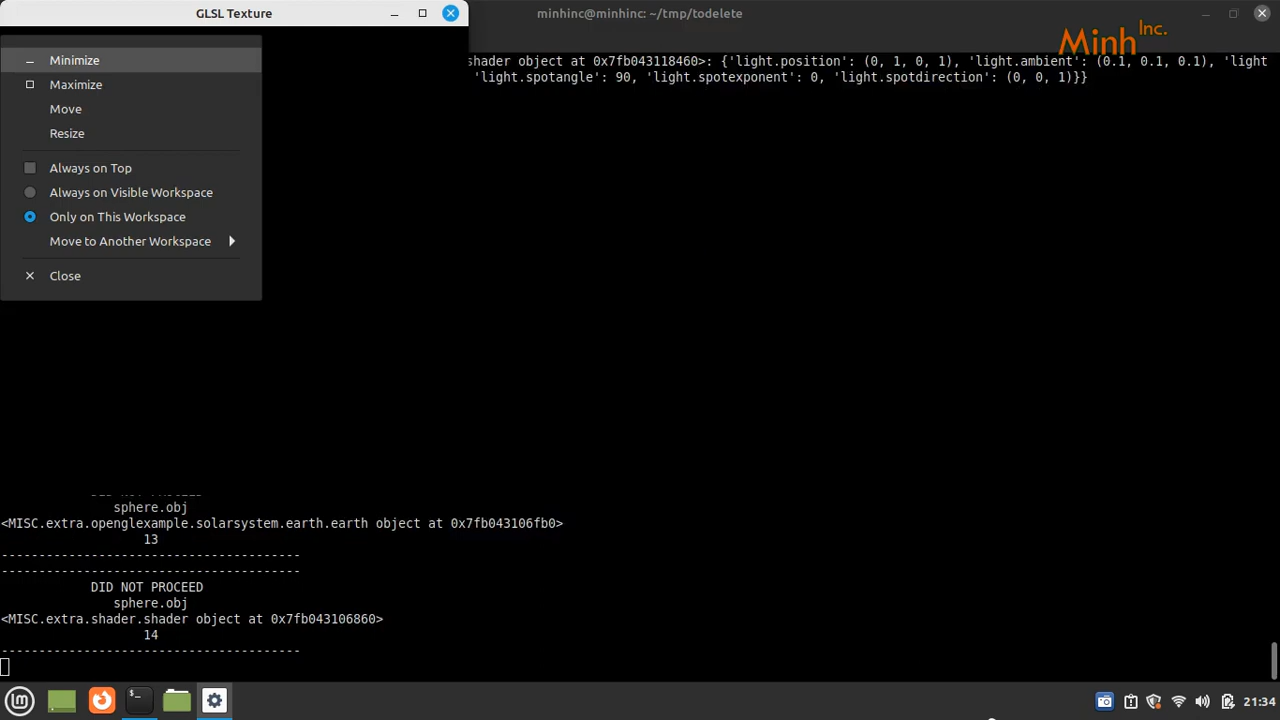 GLSL Texture
minhinc@minhinc: ~/tmp/todelete
Minh Inc.
Minimize
Maximize
Move
Resize
Always on Top
Always on Visible Workspace
Only on This Workspace
Move to Another Workspace
Close
shader object at 0x7fb043118460>: {'light.position': (0, 1, 0, 1), 'light.ambient': (0.1, 0.1, 0.1), 'light
'light.spotangle': 90, 'light.spotexponent': 0, 'light.spotdirection': (0, 0, 1)}}
DID NOT PROCEED
sphere.obj
<MISC.extra.openglexample.solarsystem.earth.earth object at 0x7fb043106fb0>
13
----------------------------------------
----------------------------------------
DID NOT PROCEED
sphere.obj
<MISC.extra.shader.shader object at 0x7fb043106860>
14
----------------------------------------
21:34